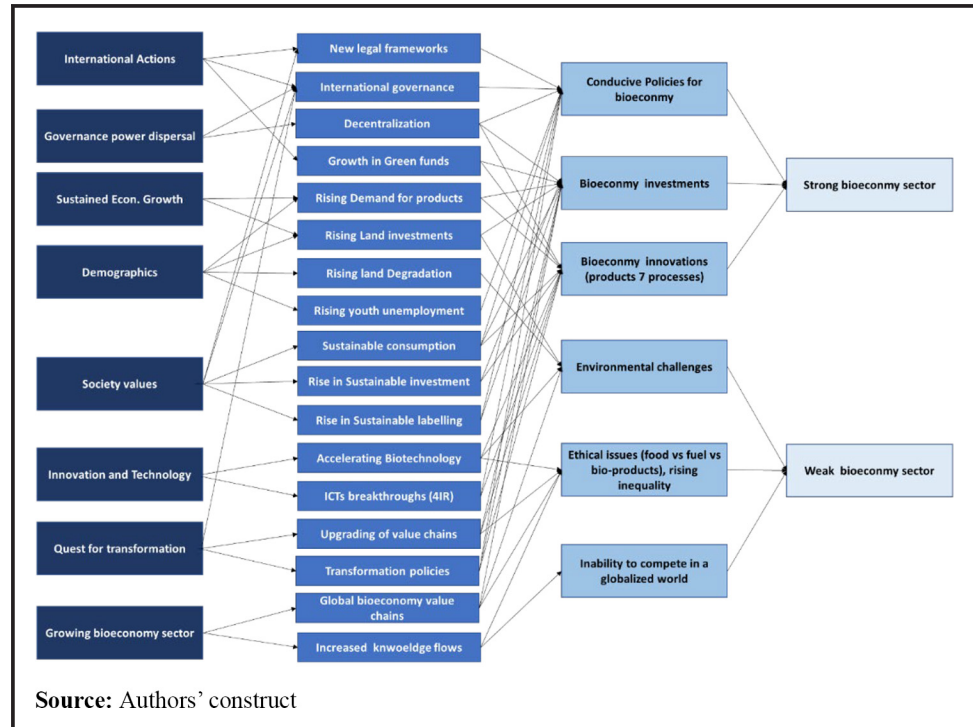 International Actions
Governance power dispersal
Sustained Econ. Growth
Demographics
Society values
Innovation and Technology
Quest for transformation
Growing bioeconomy sector
New legal frameworks
International governance
Decentralization
Growth in Green funds
Rising Demand for products
Rising Land investments
Rising land Degradation
Rising youth unemployment
Sustainable consumption
Rise in Sustainable investment
Rise in Sustainable labelling
Accelerating Biotechnology
ICTs breakthroughs (4IR)
Upgrading of value chains
Transformation policies
Global bioeconomy value
chains
Increased knwoeldge flows
Conducive Policies for
bioeconmy
Bioeconmy investments
Bioeconmy innovations
(products 7 processes)
Environmental challenges
Ethical issues (food vs fuel vs
bio-products), rising
inequality
Inability to compete in a
globalized world
Strong bioeconmy sector
Weak bioeconmy sector
Source: Authors’ construct